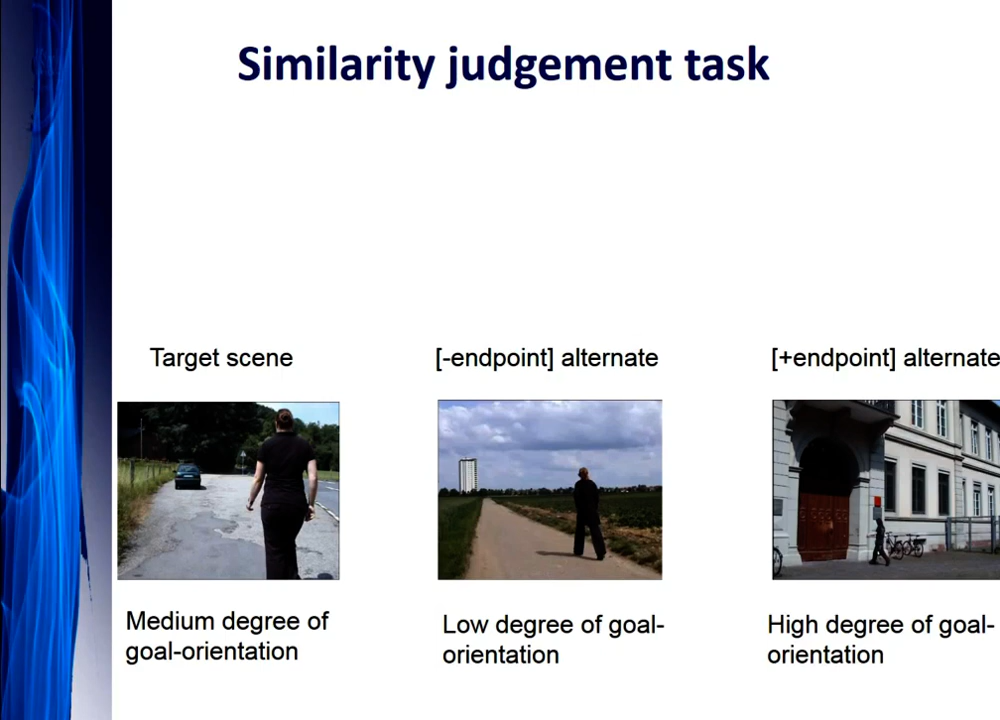 Similarity judgement task
Target scene
[-endpoint] alternate
[+endpoint] alternate
Medium degree of
goal-orientation
Low degree of goal-
orientation
High degree of goal-
orientation